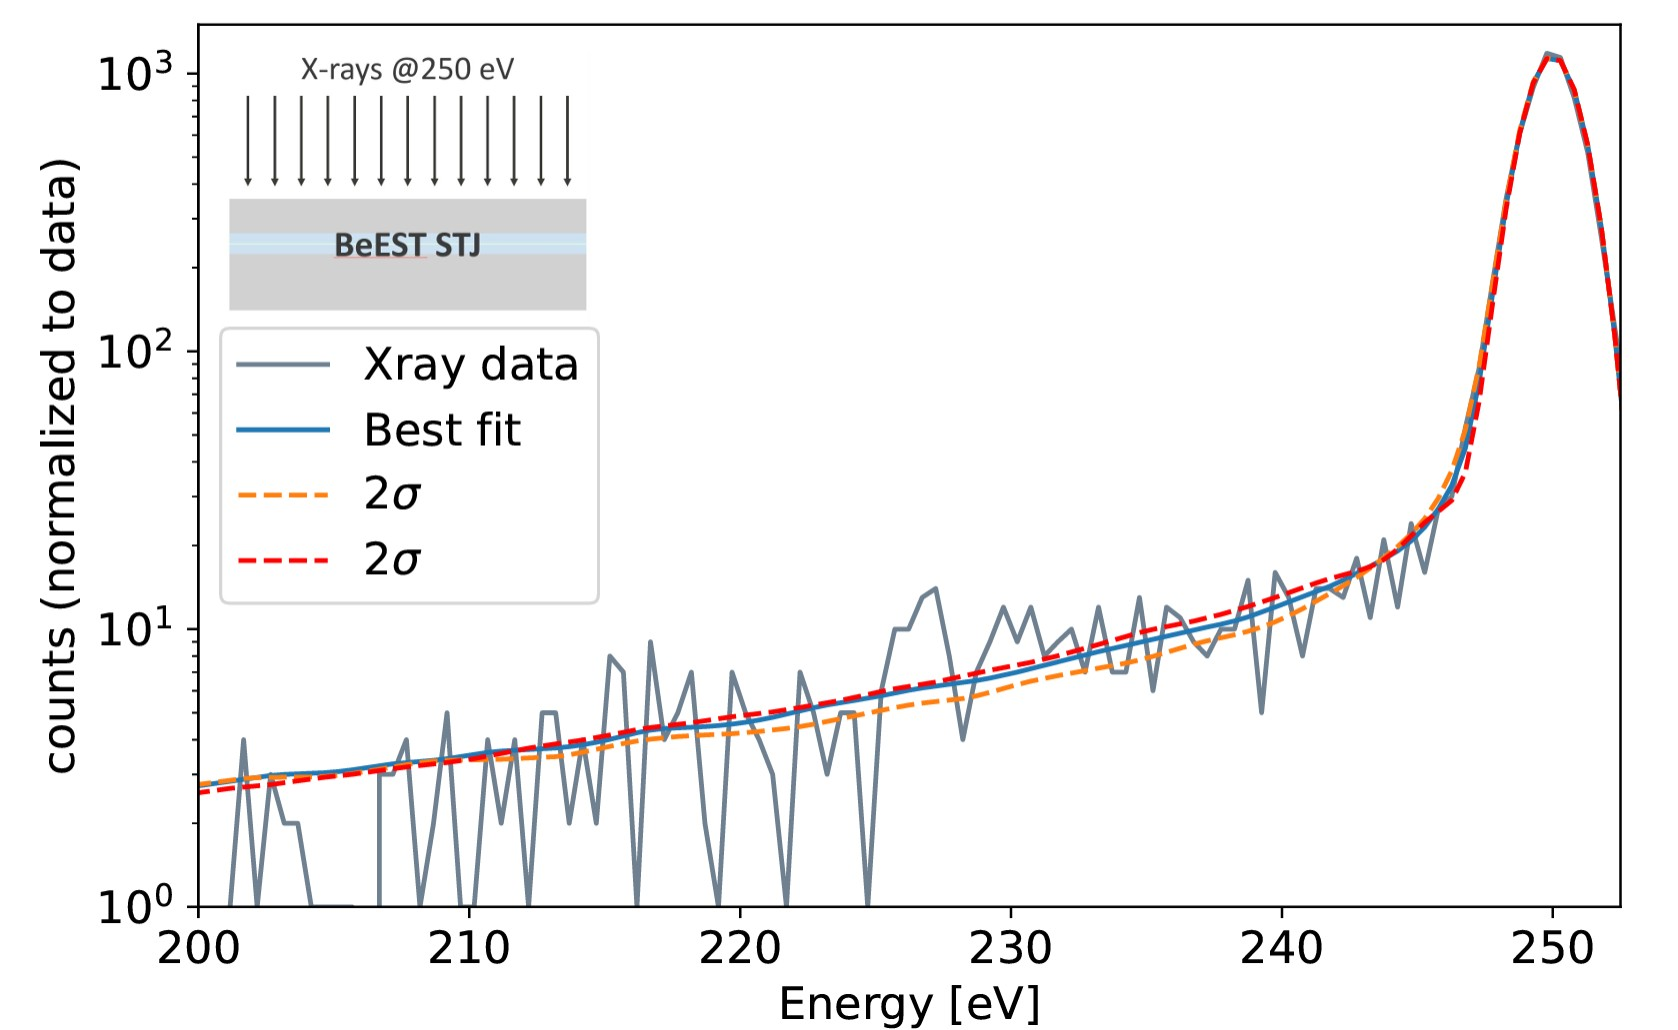 counts (normalized to data)
10³
10²
10¹
10⁰
X-rays @250 eV
BeEST STJ
Xray data
Best fit
2σ
2σ
200 210 220 230 240 250
Energy [eV]